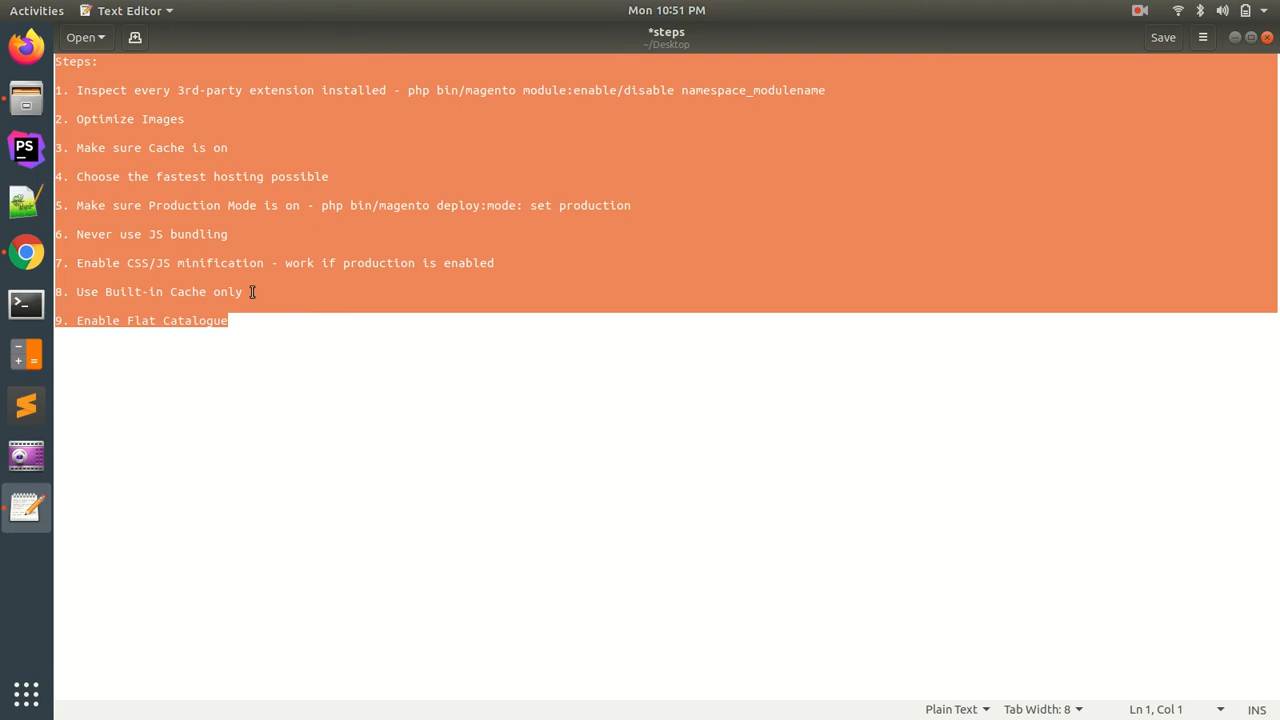 Activities
Text Editor
Mon 10:51 PM
Open
*steps
~/Desktop
Save
PS
Steps:
1. Inspect every 3rd-party extension installed - php bin/magento module:enable/disable namespace_modulename
2. Optimize Images
3. Make sure Cache is on
4. Choose the fastest hosting possible
5. Make sure Production Mode is on - php bin/magento deploy:mode: set production
6. Never use JS bundling
7. Enable CSS/JS minification - work if production is enabled
8. Use Built-in Cache only
9. Enable Flat Catalogue
Plain Text
Tab Width: 8
Ln 1, Col 1
INS